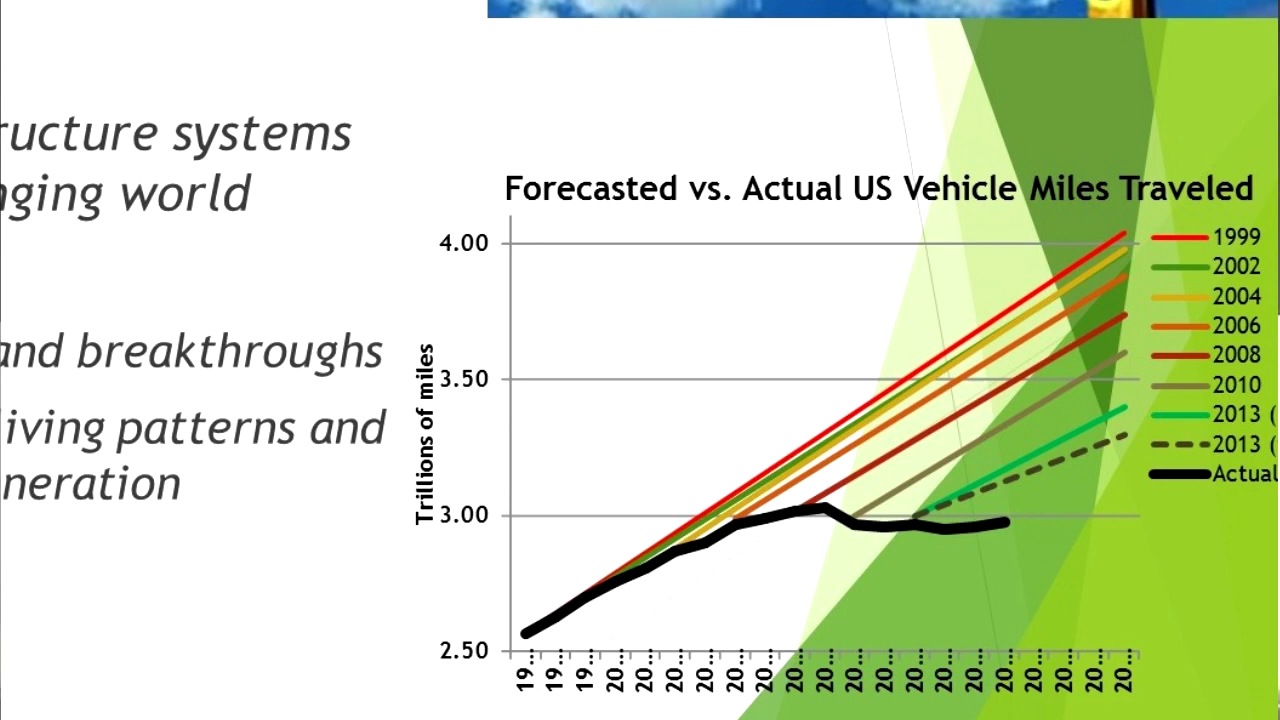 ructure systems
nging world
and breakthroughs
living patterns and
neration
Forecasted vs. Actual US Vehicle Miles Traveled
Trillions of miles
4.00
3.50
3.00
2.50
19... 19... 19... 20... 20... 20... 20... 20... 20... 20... 20... 20... 20... 20... 20... 20... 20... 20... 20... 20... 20...
1999
2002
2004
2006
2008
2010
2013 (
2013 (
Actual